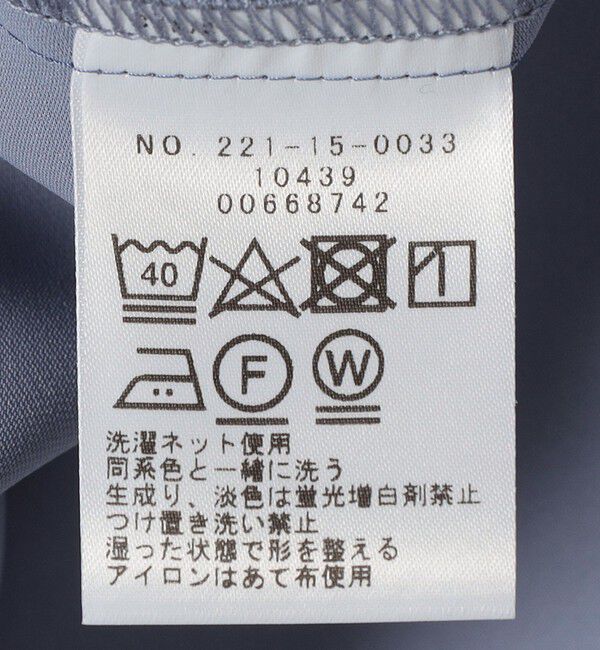 NO. 221-15-0033
10439
00668742
40
F W
洗濯ネット使用
同系色と一緒に洗う
生成り、淡色は蛍光増白剤禁止
つけ置き洗い禁止
湿った状態で形を整える
アイロンはあて布使用